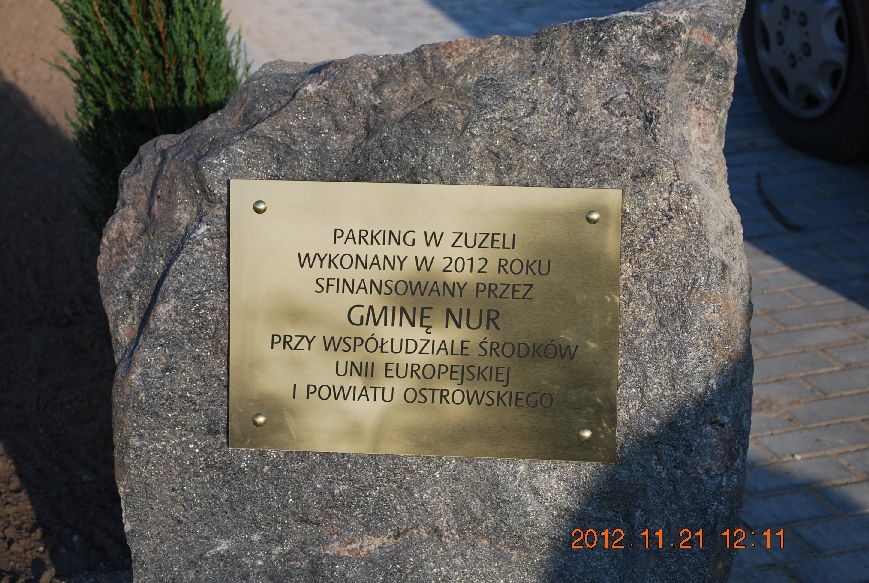 PARKING W ZUZELI
WYKONANY W 2012 ROKU
SFINANSOWANY PRZEZ
GMINĘ NUR
PRZY WSPÓŁUDZIALE ŚRODKÓW
UNII EUROPEJSKIEJ
I POWIATU OSTROWSKIEGO
2012.11.21 12:11